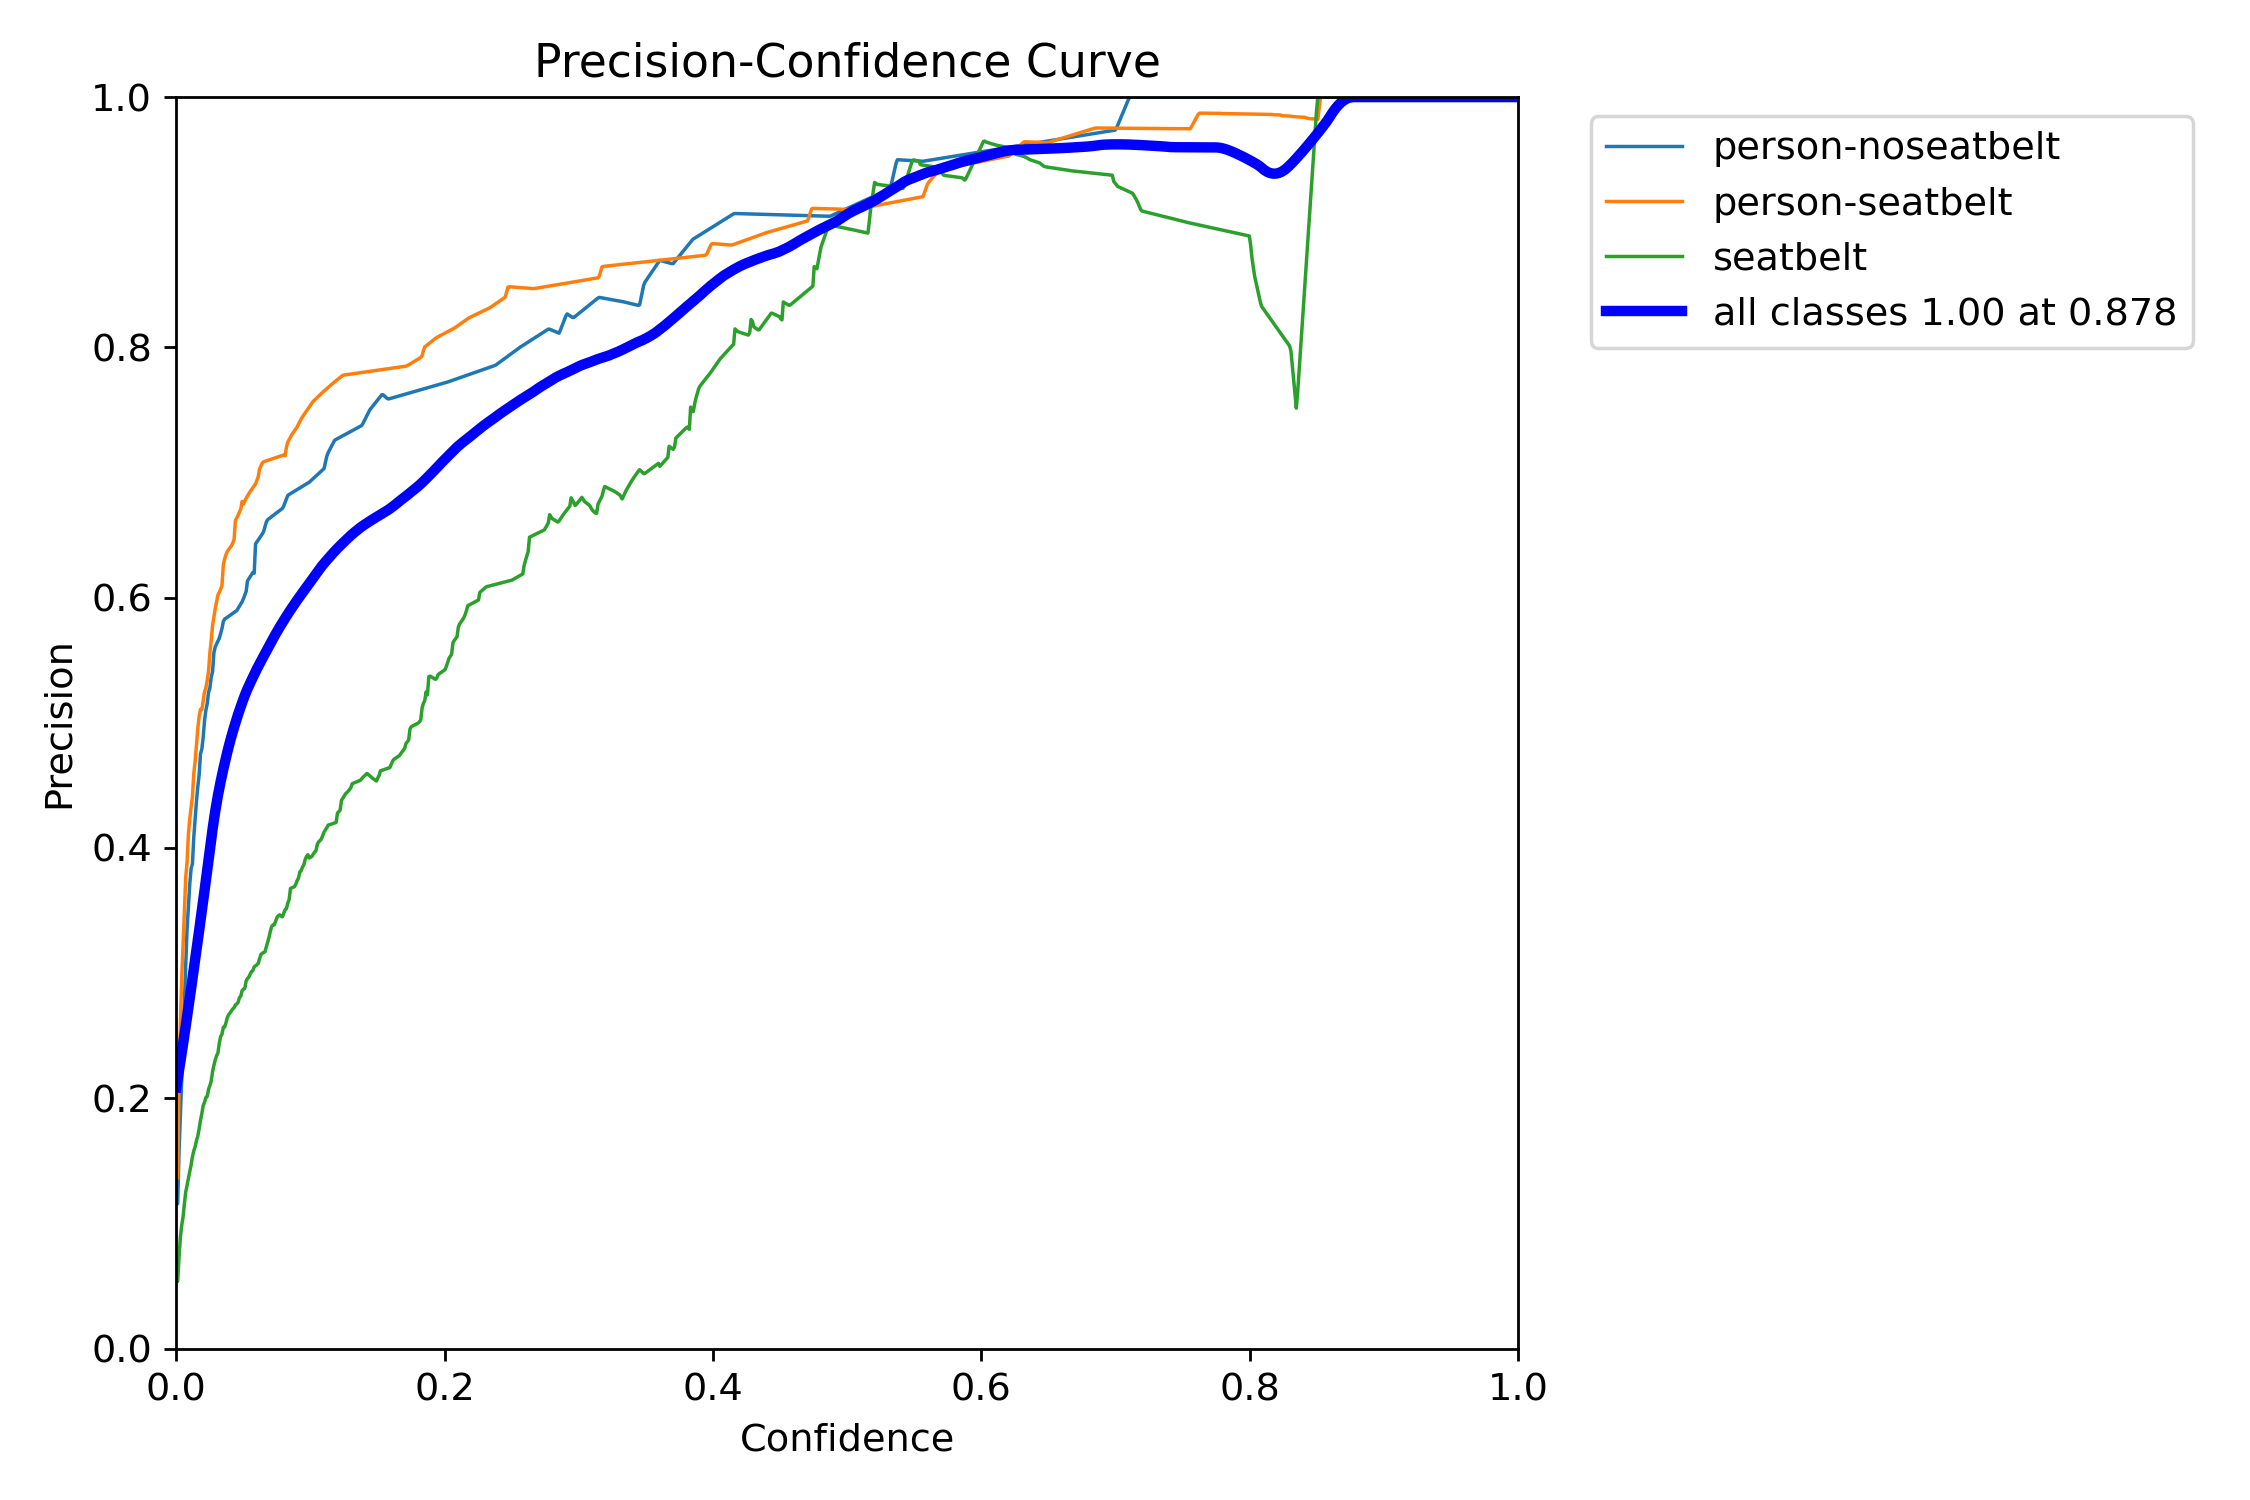 Precision-Confidence Curve
1.0
0.8
0.6
0.4
0.2
0.0
Precision
0.0 0.2 0.4 0.6 0.8 1.0
Confidence
person-noseatbelt
person-seatbelt
seatbelt
all classes 1.00 at 0.878